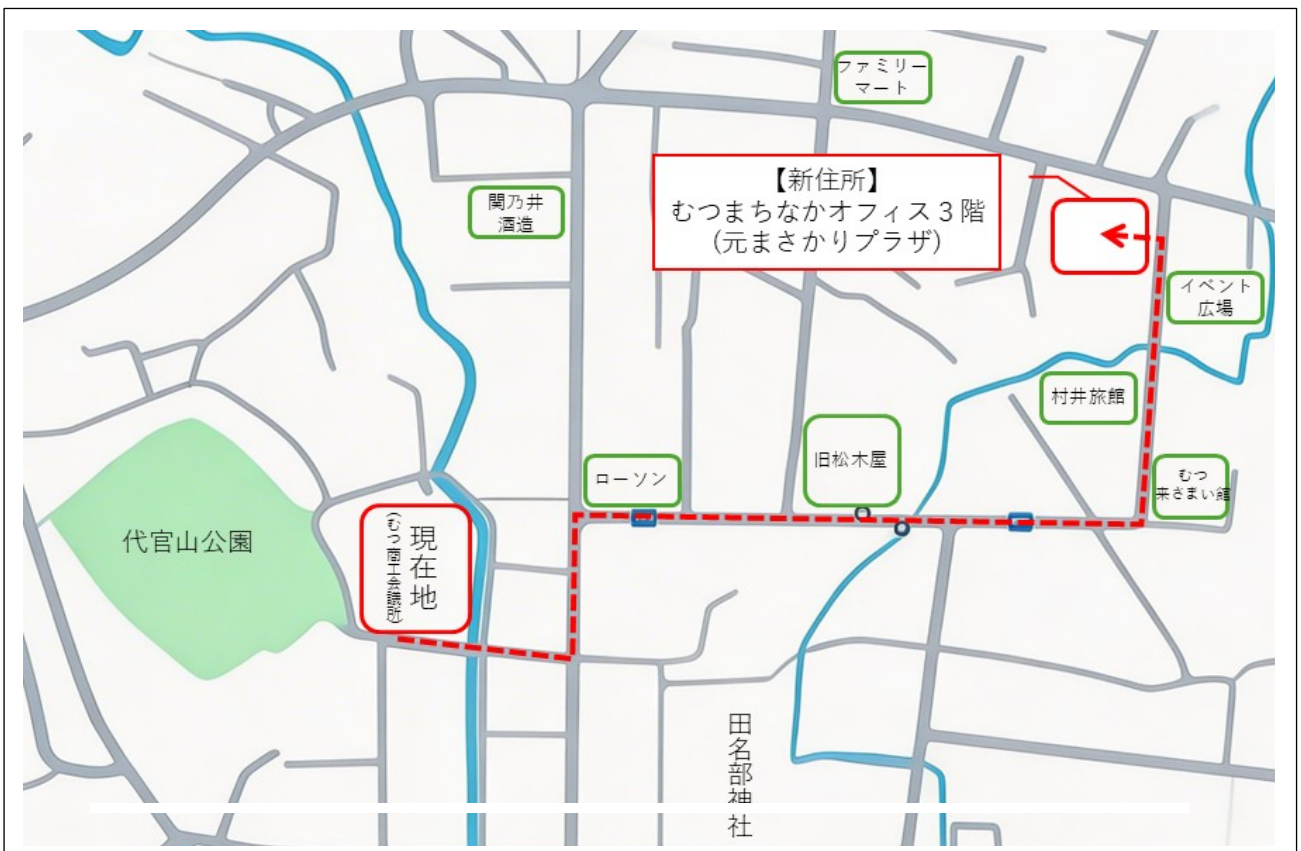 ファミリー
マート
【新住所】
むつまちなかオフィス３階
(元まさかりプラザ)
関乃井
酒造
イベント
広場
村井旅館
旧松木屋
ローソン
むつ
来さまい館
代官山公園
現在地
(むつ商工会議所)
田名部神社